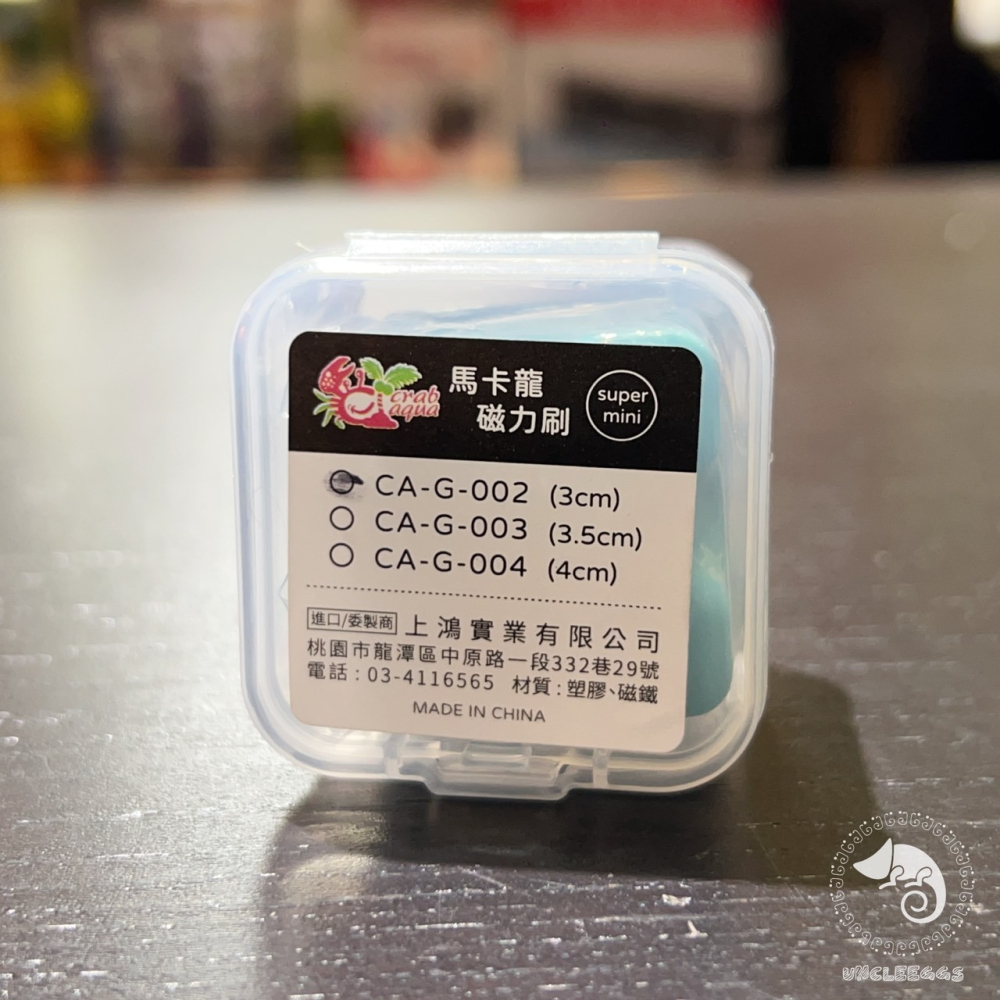 crab
aqua
馬卡龍
磁力刷
super
mini
CA-G-002 (3cm)
CA-G-003 (3.5cm)
CA-G-004 (4cm)
進口/委製商 上鴻實業有限公司
桃園市龍潭區中原路一段332巷29號
電話:03-4116565 材質:塑膠、磁鐵
MADE IN CHINA
UNCLEEGGS